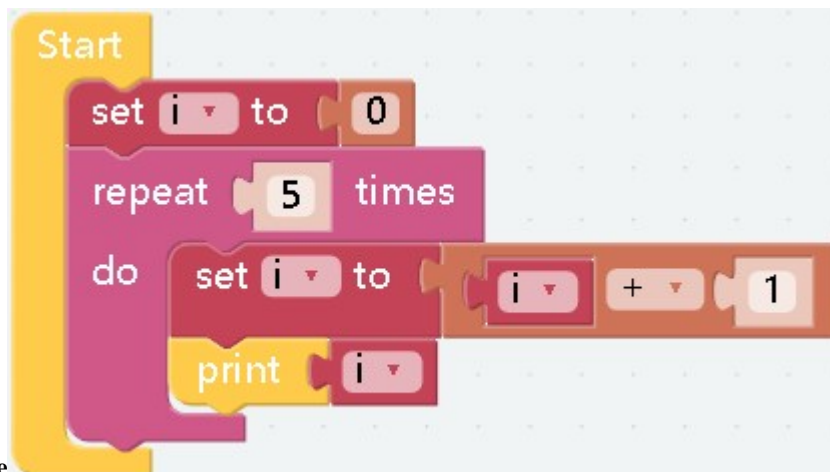 Start
set i to 0
repeat 5 times
do set i to i + 1
print i
e